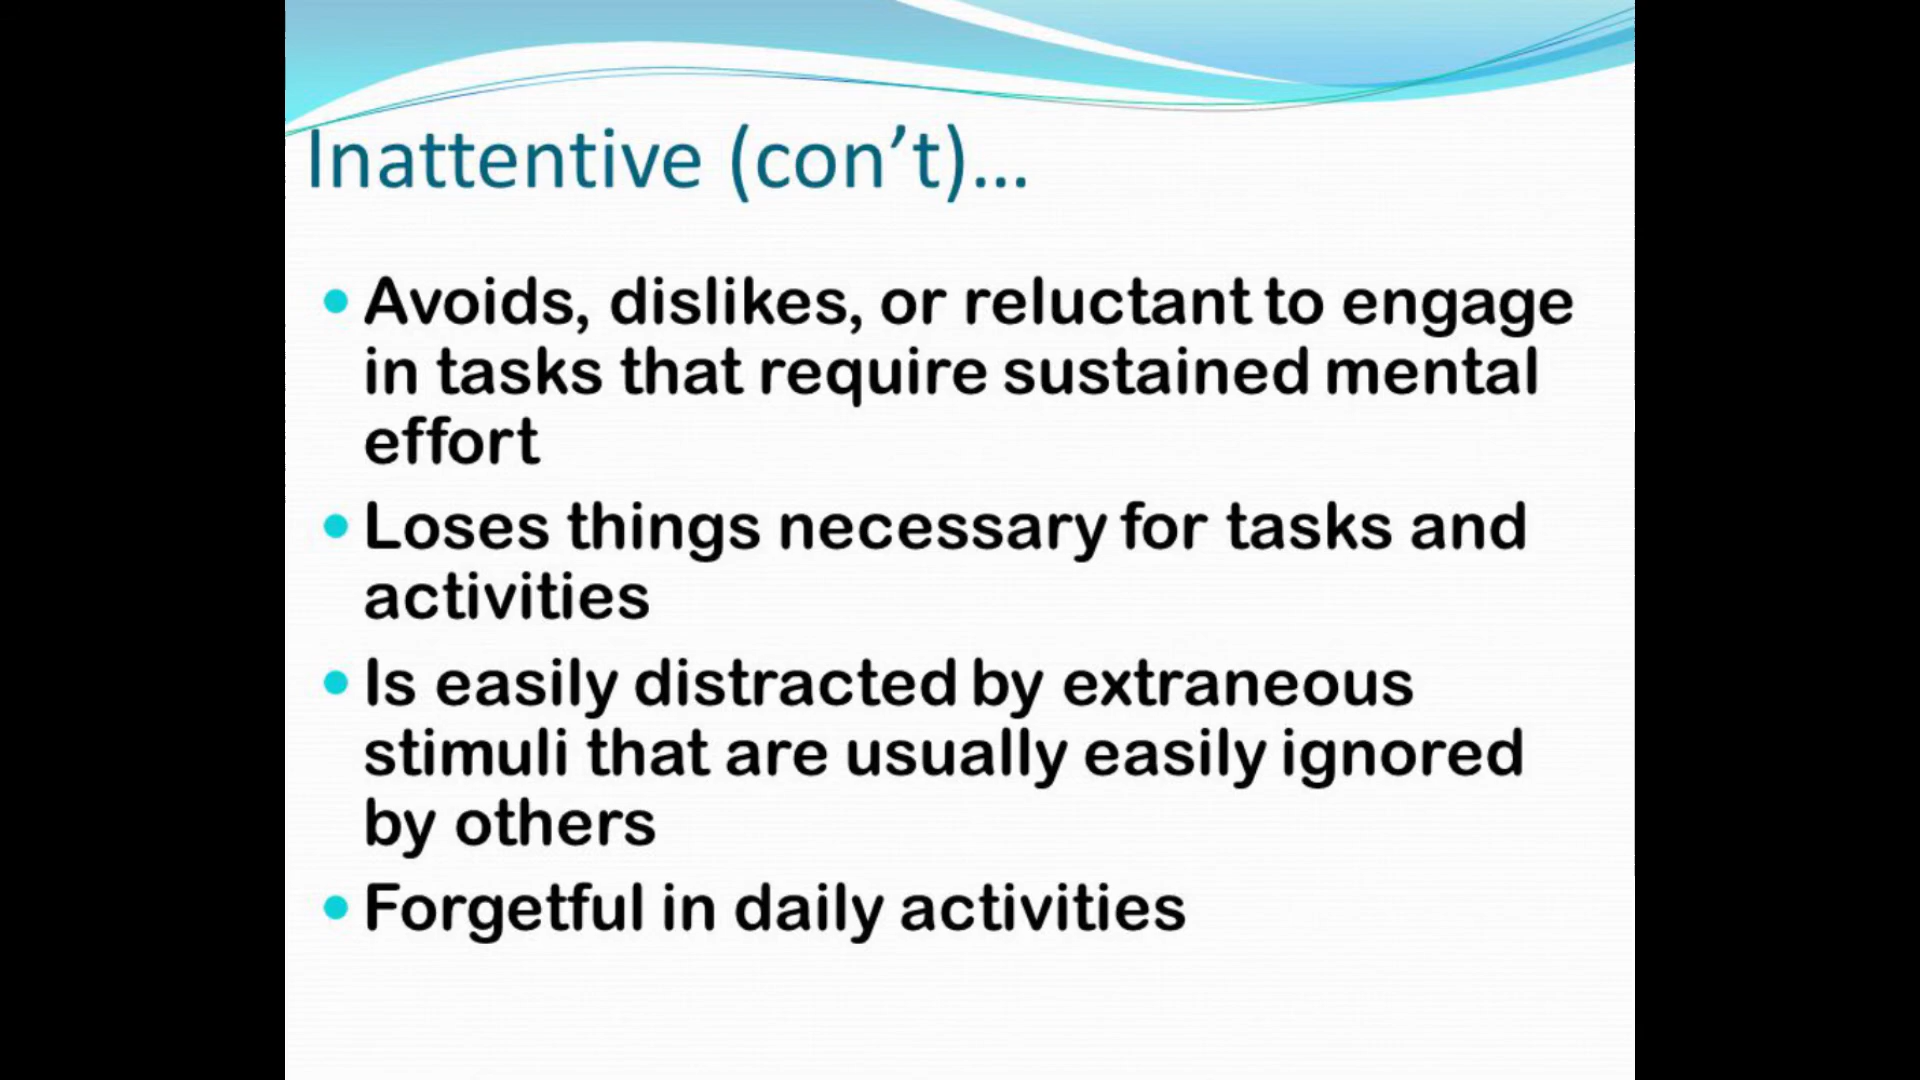 Inattentive (con’t)...
• Avoids, dislikes, or reluctant to engage
in tasks that require sustained mental
effort
• Loses things necessary for tasks and
activities
• Is easily distracted by extraneous
stimuli that are usually easily ignored
by others
• Forgetful in daily activities